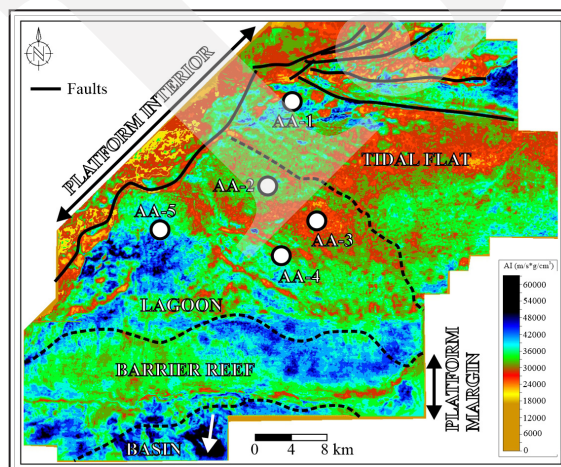 N
Faults
PLATFORM INTERIOR
AA-1
TIDAL FLAT
AA-2
AA-5
AA-3
AA-4
LAGOON
BARRIER REEF
PLATFORM
MARGIN
BASIN
0 4 8 km
AI (m/s*g/cm³)
60000
54000
48000
42000
36000
30000
24000
18000
12000
6000
0